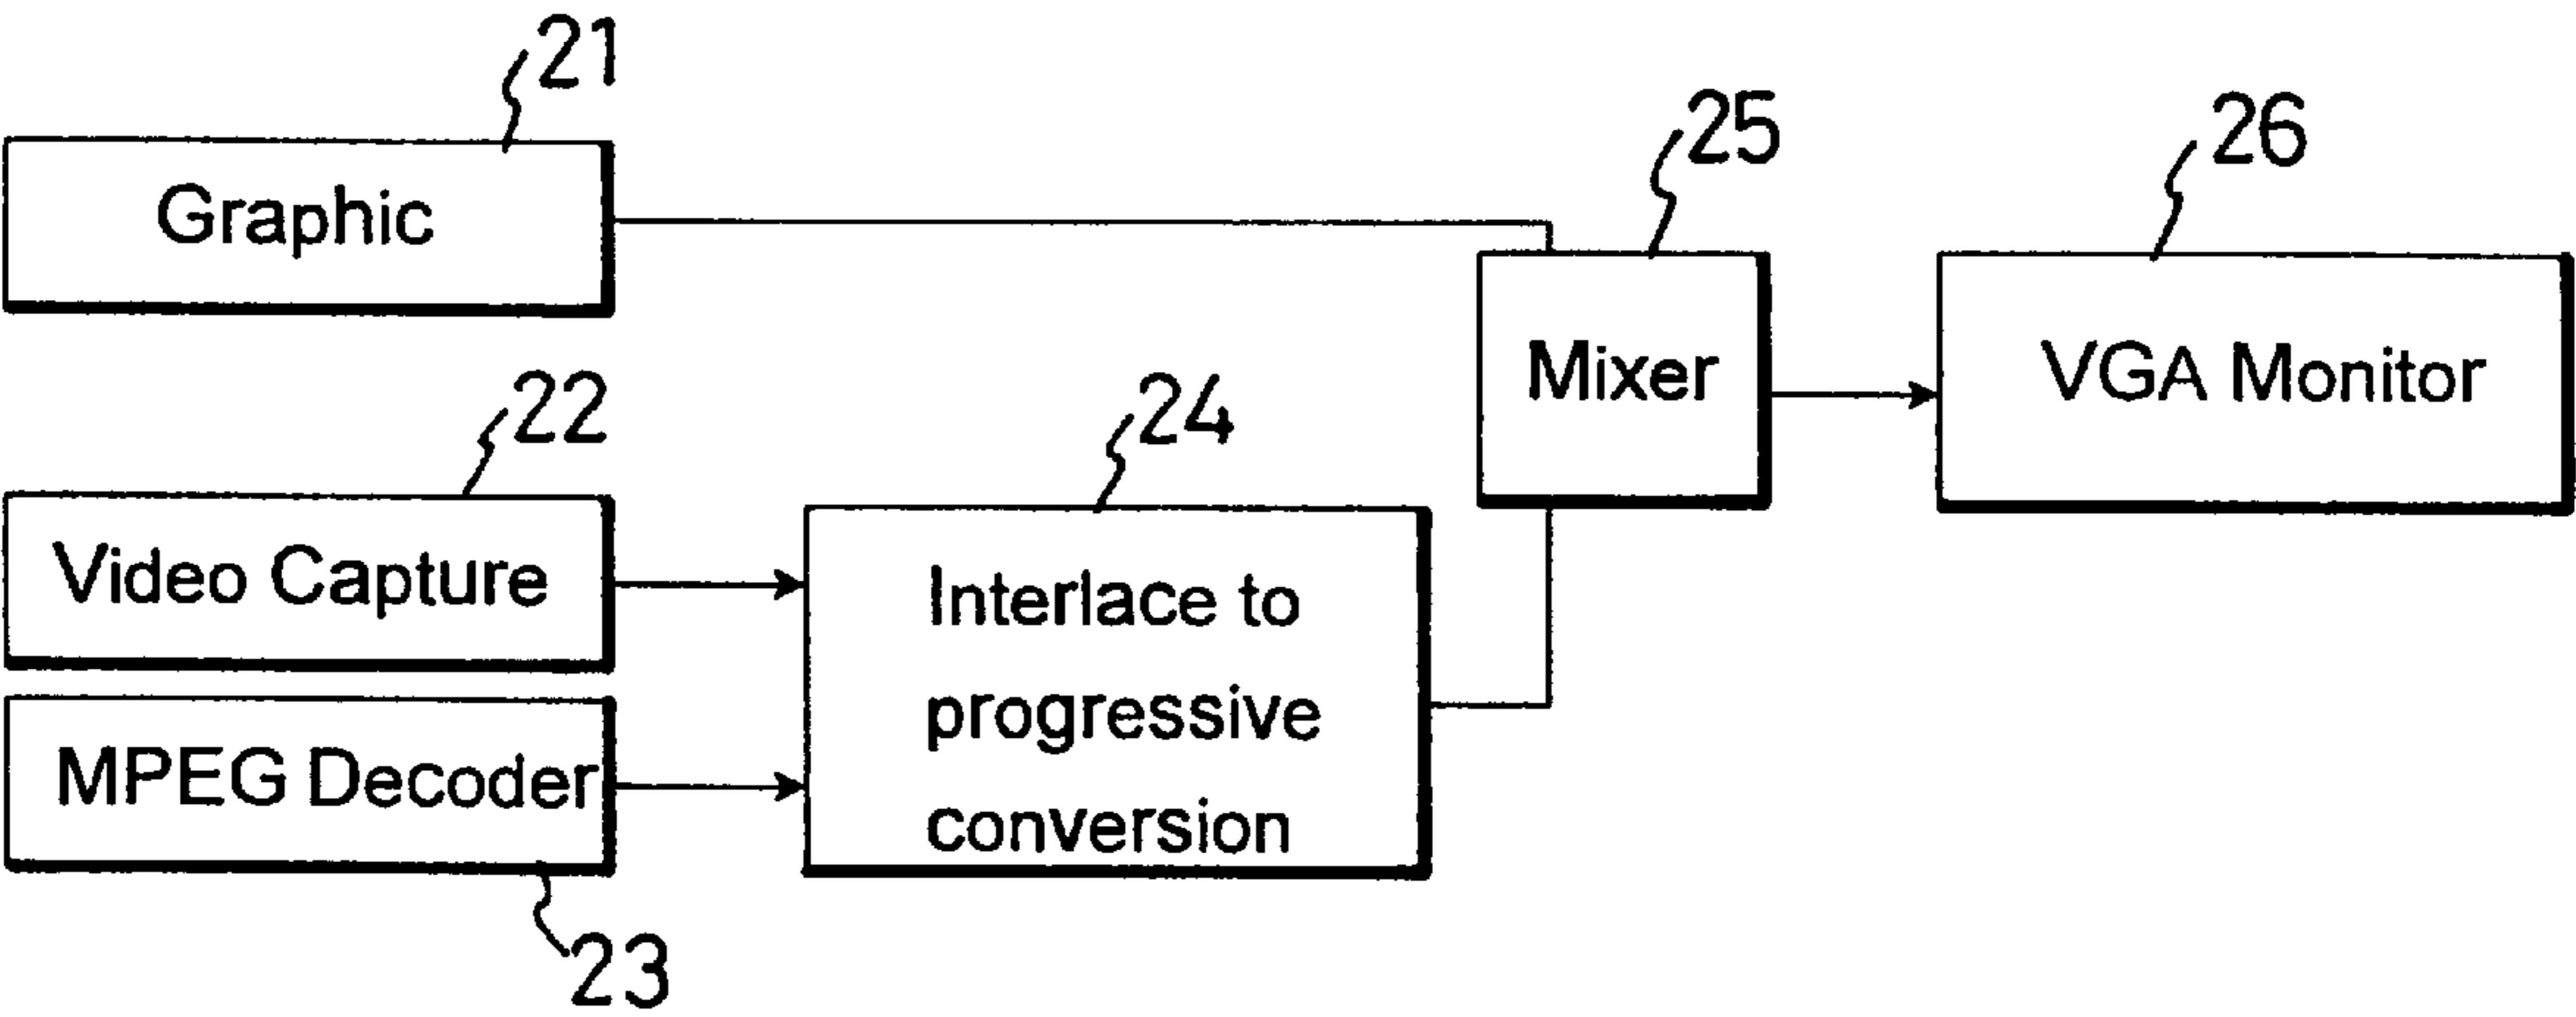 21
Graphic
25
26
Mixer
VGA Monitor
22
Video Capture
24
Interlace to
progressive
conversion
MPEG Decoder
23